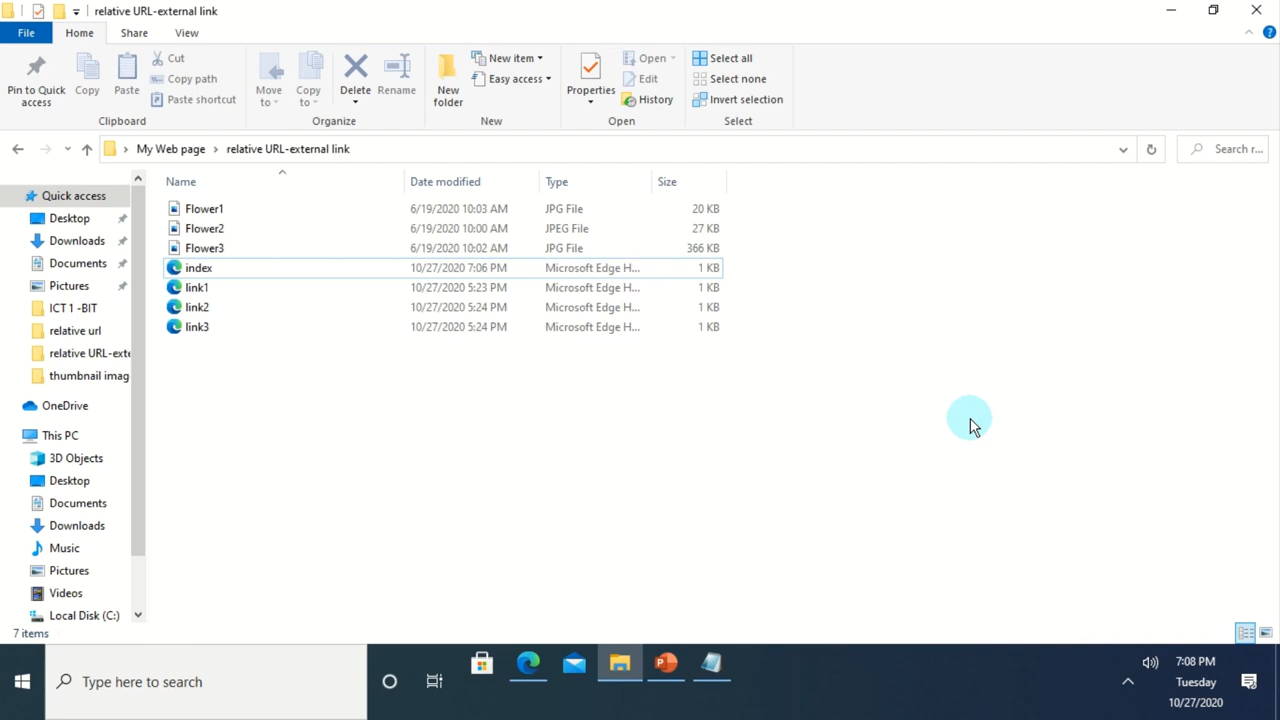 relative URL-external link
File Home Share View
Pin to Quick access
Copy
Paste
Cut
Copy path
Paste shortcut
Clipboard
Move to
Copy to
Delete
Rename
Organize
New folder
New item
Easy access
New
Properties
Open
Edit
History
Open
Select all
Select none
Invert selection
Select
My Web page › relative URL-external link
Search r...
Name Date modified Type Size
Flower1 6/19/2020 10:03 AM JPG File 20 KB
Flower2 6/19/2020 10:00 AM JPEG File 27 KB
Flower3 6/19/2020 10:02 AM JPG File 366 KB
index 10/27/2020 7:06 PM Microsoft Edge H... 1 KB
link1 10/27/2020 5:23 PM Microsoft Edge H... 1 KB
link2 10/27/2020 5:24 PM Microsoft Edge H... 1 KB
link3 10/27/2020 5:24 PM Microsoft Edge H... 1 KB
Quick access
Desktop
Downloads
Documents
Pictures
ICT 1 -BIT
relative url
relative URL-exte
thumbnail imag
OneDrive
This PC
3D Objects
Desktop
Documents
Downloads
Music
Pictures
Videos
Local Disk (C:)
7 items
Type here to search
7:08 PM
Tuesday
10/27/2020